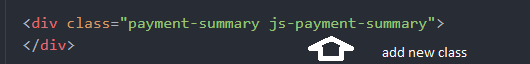 <div class="payment-summary js-payment-summary">
</div>
add new class